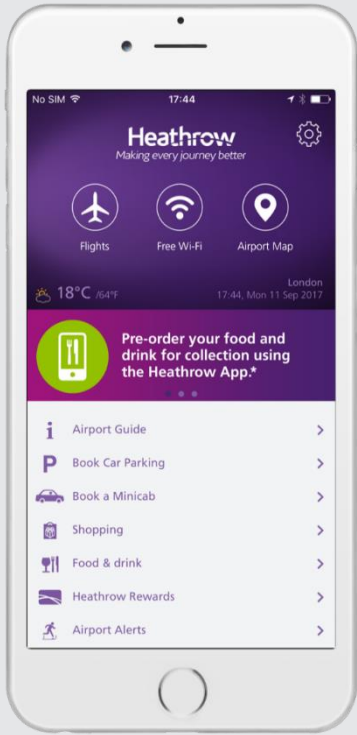 No SIM 17:44
Heathrow
Making every journey better
Flights Free Wi-Fi Airport Map
18°C /64°F
London
17:44, Mon 11 Sep 2017
Pre-order your food and
drink for collection using
the Heathrow App.*
i Airport Guide
P Book Car Parking
Book a Minicab
Shopping
Food & drink
Heathrow Rewards
Airport Alerts